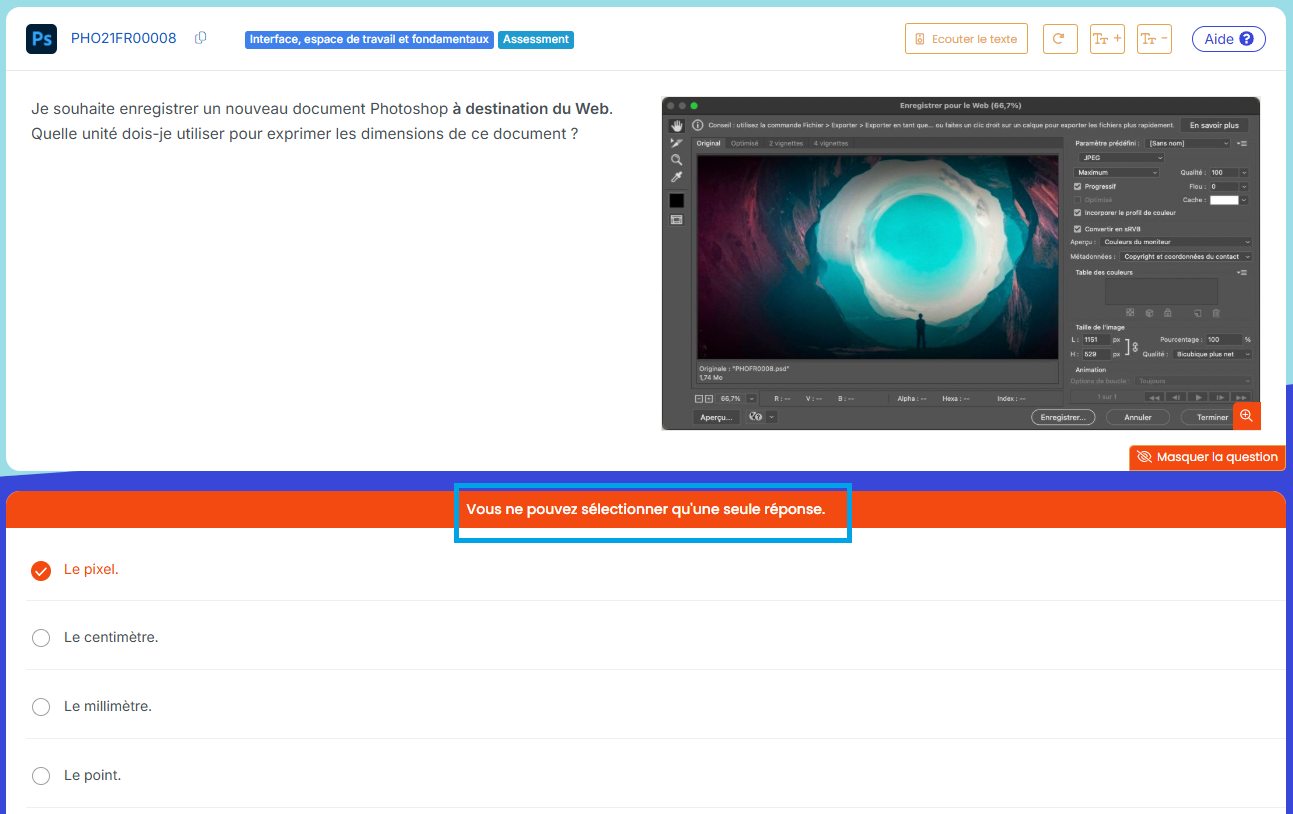 Ps PHO21FR00008 Interface, espace de travail et fondamentaux Assessment Ecouter le texte TT + TT - Aide ?
Je souhaite enregistrer un nouveau document Photoshop à destination du Web.
Quelle unité dois-je utiliser pour exprimer les dimensions de ce document ?
Enregistrer pour le Web (66,7%)
Conseil : utilisez la commande Fichier > Exporter > Exporter en tant que... ou faites un clic droit sur un calque pour exporter les fichiers plus rapidement. En savoir plus
Original Optimisé 2 vignettes 4 vignettes
Paramètre prédéfini : [Sans nom]
JPEG
Maximum Qualité : 100
Progressif Flou : 0
Optimisé Cache :
Incorporer le profil de couleur
Convertir en sRVB
Aperçu : Couleurs du moniteur
Métadonnées : Copyright et coordonnées du contact
Table des couleurs
Taille de l'image
L : 1151 px Pourcentage : 100 %
H : 529 px Qualité : Bicubique plus net
Animation
Options de boucle : Toujours
1 sur 1
Originale : "PHOFR0008.psd"
1,74 Mo
66,7% R : -- V : -- B : -- Alpha : -- Hexa : -- Index : --
Aperçu... Enregistrer... Annuler Terminer
Masquer la question
Vous ne pouvez sélectionner qu'une seule réponse.
Le pixel.
Le centimètre.
Le millimètre.
Le point.